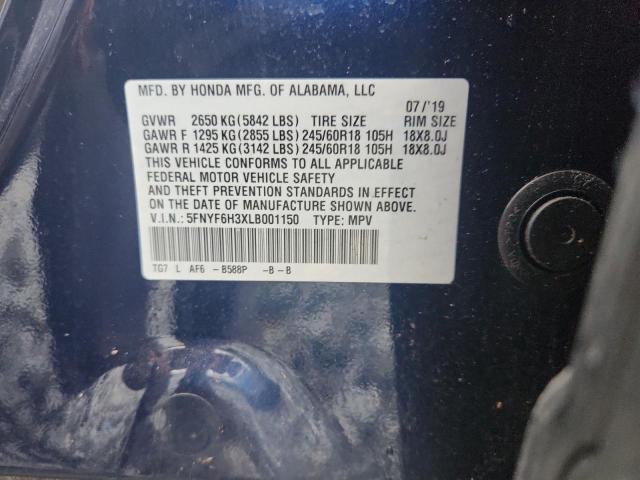 MFD. BY HONDA MFG. OF ALABAMA, LLC
07/'19
GVWR 2650 KG (5842 LBS) TIRE SIZE RIM SIZE
GAWR F 1295 KG (2855 LBS) 245/60R18 105H 18X8.0J
GAWR R 1425 KG (3142 LBS) 245/60R18 105H 18X8.0J
THIS VEHICLE CONFORMS TO ALL APPLICABLE
FEDERAL MOTOR VEHICLE SAFETY
AND THEFT PREVENTION STANDARDS IN EFFECT
ON THE DATE OF MANUFACTURE SHOWN ABOVE.
V.I.N.: 5FNYF6H3XLB001150 TYPE: MPV
TG7 L AF6 -B588P -B-B